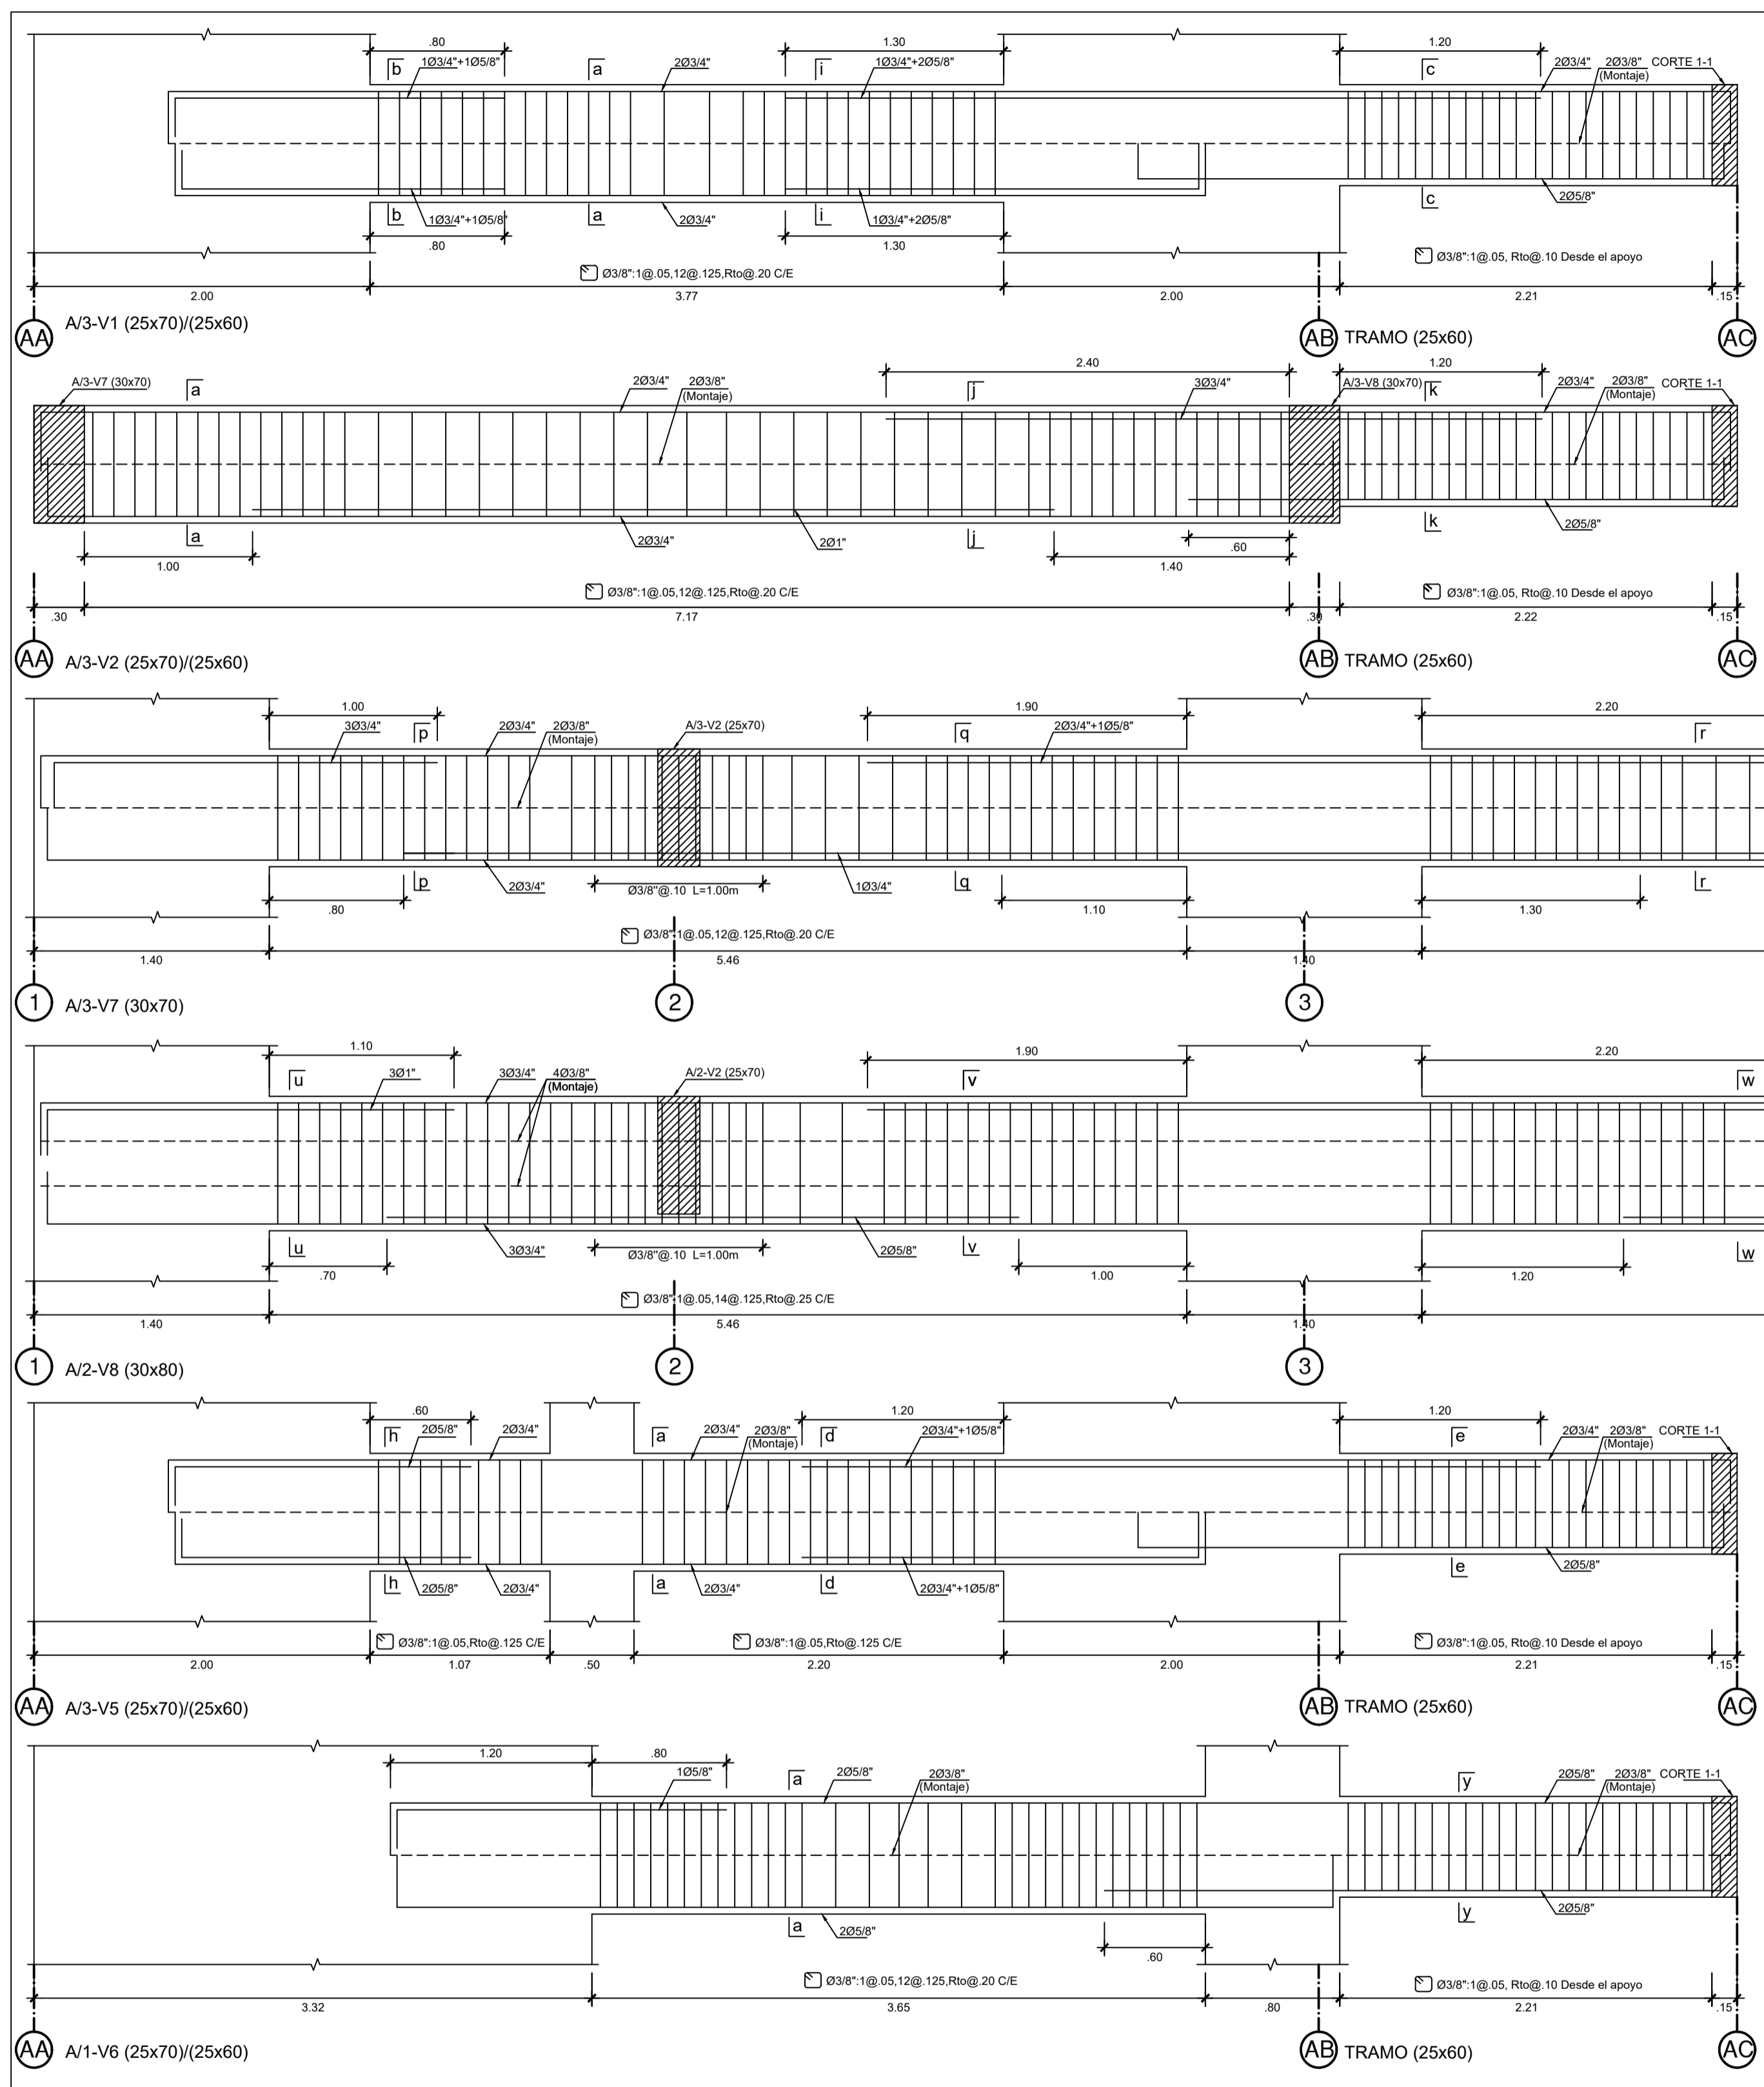 .80 1.30 1.20
b 1Ø3/4"+1Ø5/8" a 2Ø3/4" i 1Ø3/4"+2Ø5/8" c 2Ø3/4" 2Ø3/8" CORTE 1-1
(Montaje)
b 1Ø3/4"+1Ø5/8" a 2Ø3/4" i 1Ø3/4"+2Ø5/8" c 2Ø5/8"
.80 1.30
Ø3/8":1@.05,12@.125,Rto@.20 C/E Ø3/8":1@.05, Rto@.10 Desde el apoyo
2.00 3.77 2.00 2.21 .15
AA A/3-V1 (25x70)/(25x60) AB TRAMO (25x60) AC
2.40 1.20
A/3-V7 (30x70) a 2Ø3/4" 2Ø3/8" j 3Ø3/4" A/3-V8 (30x70) k 2Ø3/4" 2Ø3/8" CORTE 1-1
(Montaje) (Montaje)
a 2Ø3/4" 2Ø1" j .60 k 2Ø5/8"
1.00 1.40
Ø3/8":1@.05,12@.125,Rto@.20 C/E Ø3/8":1@.05, Rto@.10 Desde el apoyo
.30 7.17 .30 2.22 .15
AA A/3-V2 (25x70)/(25x60) AB TRAMO (25x60) AC
1.00 1.90 2.20
3Ø3/4" p 2Ø3/4" 2Ø3/8" A/3-V2 (25x70) q 2Ø3/4"+1Ø5/8" r
(Montaje)
p 2Ø3/4" Ø3/8"@.10 L=1.00m 1Ø3/4" q r
.80 1.10 1.30
Ø3/8":1@.05,12@.125,Rto@.20 C/E
1.40 5.46 1.40
1 A/3-V7 (30x70) 2 3
1.10 1.90 2.20
u 3Ø1" 3Ø3/4" 4Ø3/8" A/2-V2 (25x70) v w
(Montaje)
u 3Ø3/4" Ø3/8"@.10 L=1.00m 2Ø5/8" v w
.70 1.00 1.20
Ø3/8":1@.05,14@.125,Rto@.25 C/E
1.40 5.46 1.40
1 A/2-V8 (30x80) 2 3
.60 1.20 1.20
h 2Ø5/8" 2Ø3/4" a 2Ø3/4" 2Ø3/8" d 2Ø3/4"+1Ø5/8" e 2Ø3/4" 2Ø3/8" CORTE 1-1
(Montaje) (Montaje)
h 2Ø5/8" 2Ø3/4" a 2Ø3/4" d 2Ø3/4"+1Ø5/8" e 2Ø5/8"
Ø3/8":1@.05,Rto@.125 C/E Ø3/8":1@.05,Rto@.125 C/E Ø3/8":1@.05, Rto@.10 Desde el apoyo
2.00 1.07 .50 2.20 2.00 2.21 .15
AA A/3-V5 (25x70)/(25x60) AB TRAMO (25x60) AC
1.20 .80
1Ø5/8" a 2Ø5/8" 2Ø3/8" y 2Ø5/8" 2Ø3/8" CORTE 1-1
(Montaje) (Montaje)
a 2Ø5/8" y 2Ø5/8"
.60
Ø3/8":1@.05,12@.125,Rto@.20 C/E Ø3/8":1@.05, Rto@.10 Desde el apoyo
3.32 3.65 .80 2.21 .15
AA A/1-V6 (25x70)/(25x60) AB TRAMO (25x60) AC